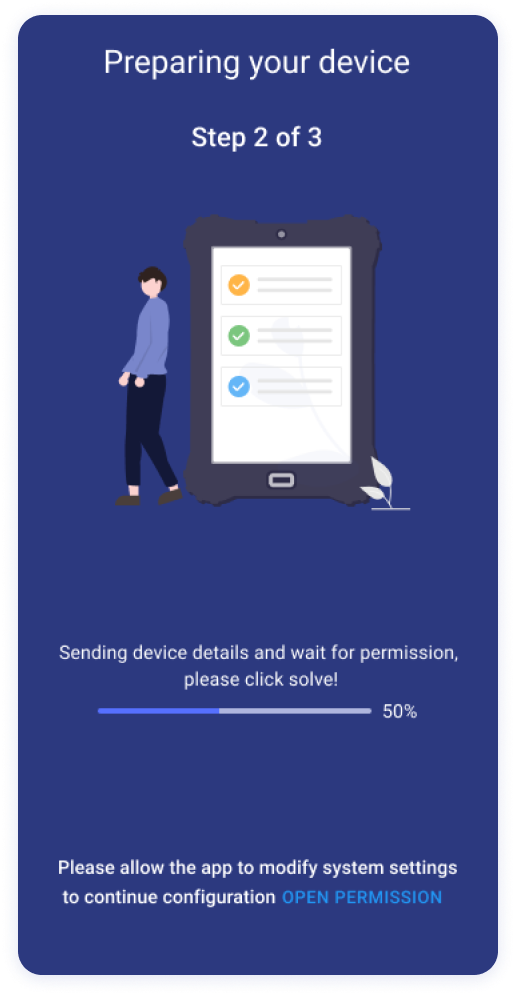 Preparing your device
Step 2 of 3
Sending device details and wait for permission,
please click solve!
50%
Please allow the app to modify system settings
to continue configuration OPEN PERMISSION